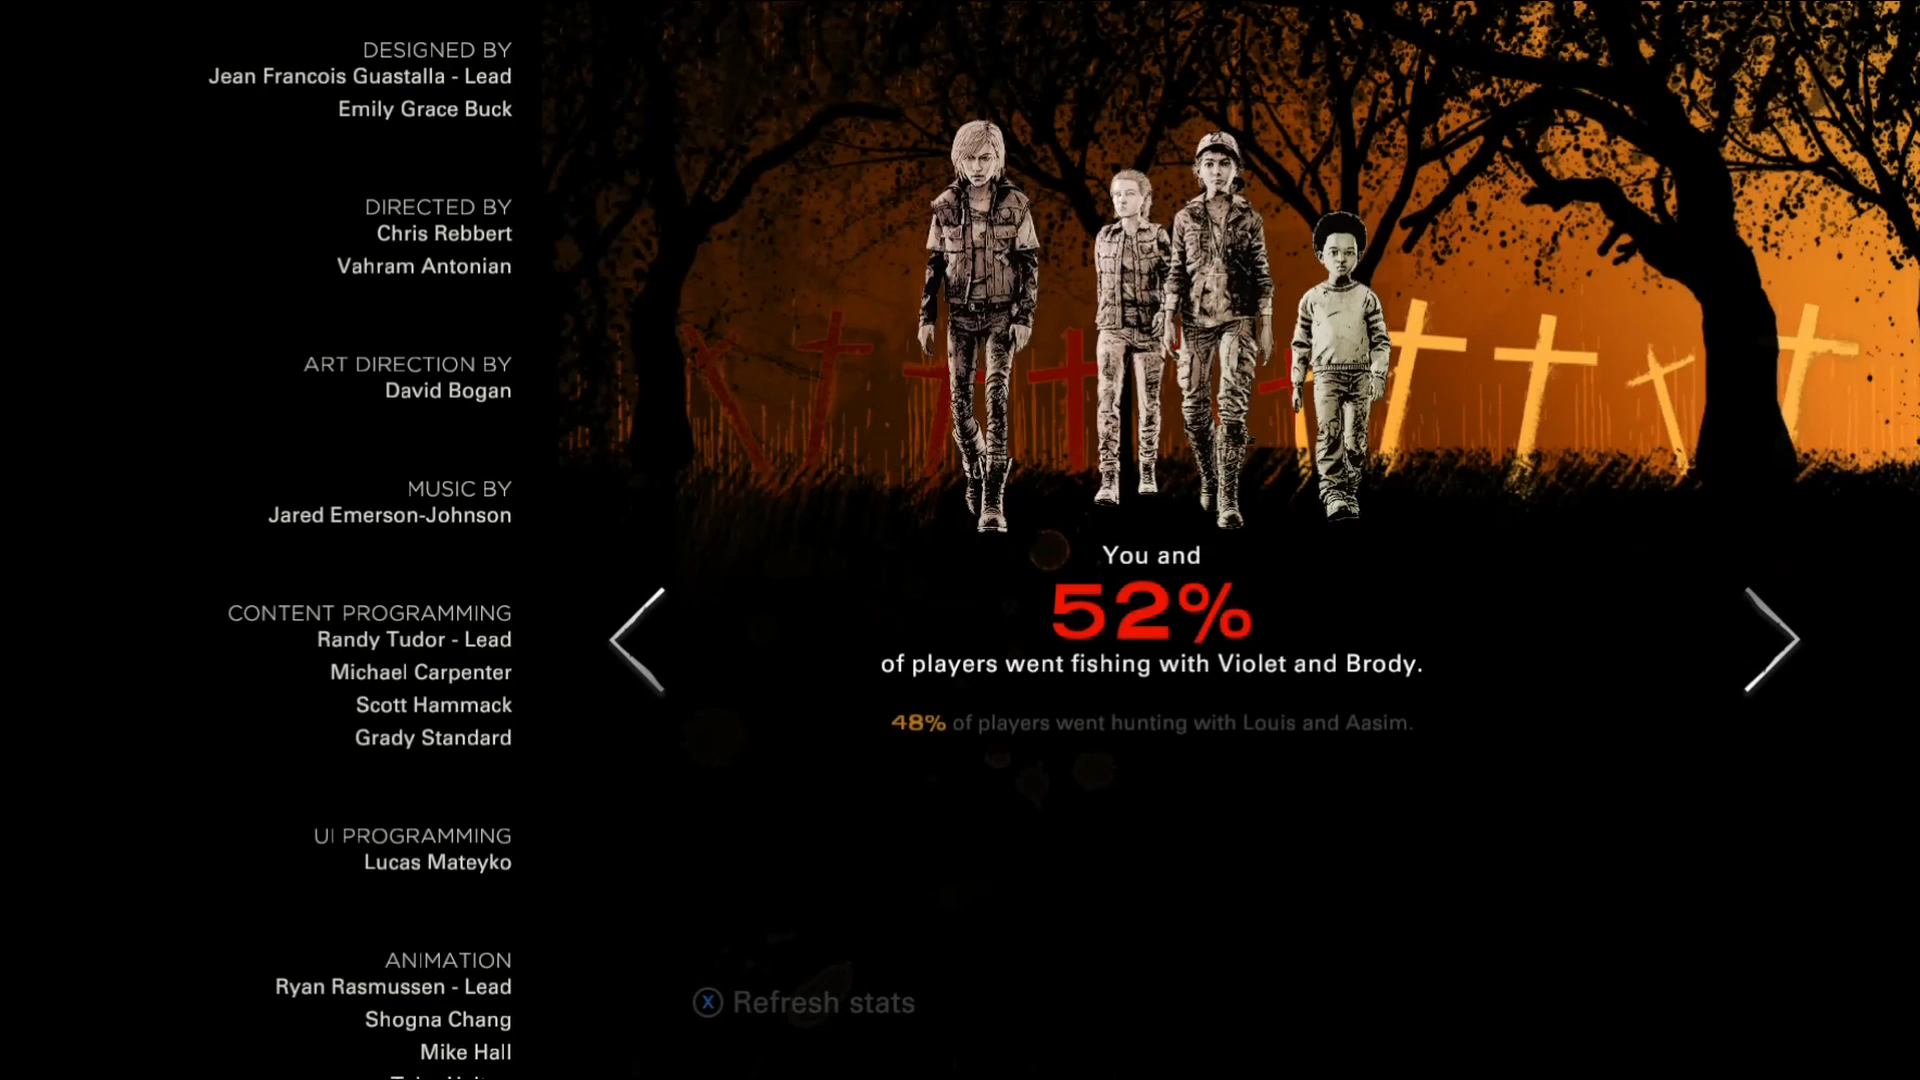 DESIGNED BY
Jean Francois Guastalla - Lead
Emily Grace Buck
DIRECTED BY
Chris Rebbert
Vahram Antonian
ART DIRECTION BY
David Bogan
MUSIC BY
Jared Emerson-Johnson
CONTENT PROGRAMMING
Randy Tudor - Lead
Michael Carpenter
Scott Hammack
Grady Standard
UI PROGRAMMING
Lucas Mateyko
ANIMATION
Ryan Rasmussen - Lead
Shogna Chang
Mike Hall
You and
52%
of players went fishing with Violet and Brody.
48% of players went hunting with Louis and Aasim.
X Refresh stats